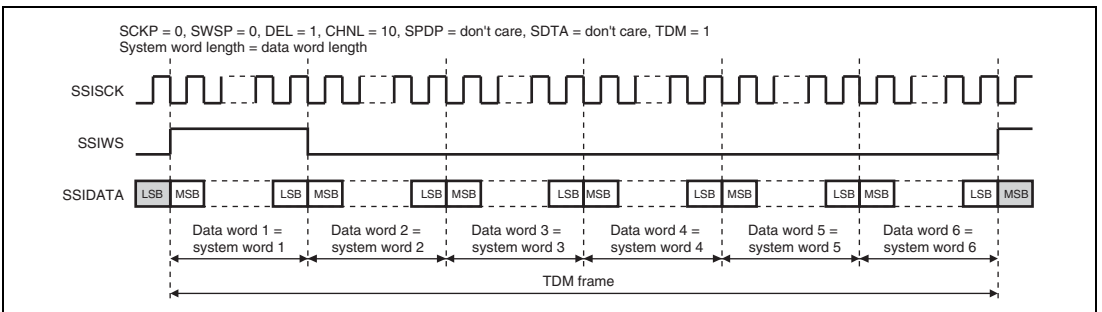 SCKP = 0, SWSP = 0, DEL = 1, CHNL = 10, SPDP = don't care, SDTA = don't care, TDM = 1
System word length = data word length
SSISCK
SSIWS
SSIDATA
LSB MSB LSB MSB LSB MSB LSB MSB LSB MSB LSB MSB LSB MSB
Data word 1 = Data word 2 = Data word 3 = Data word 4 = Data word 5 = Data word 6 =
system word 1 system word 2 system word 3 system word 4 system word 5 system word 6
TDM frame